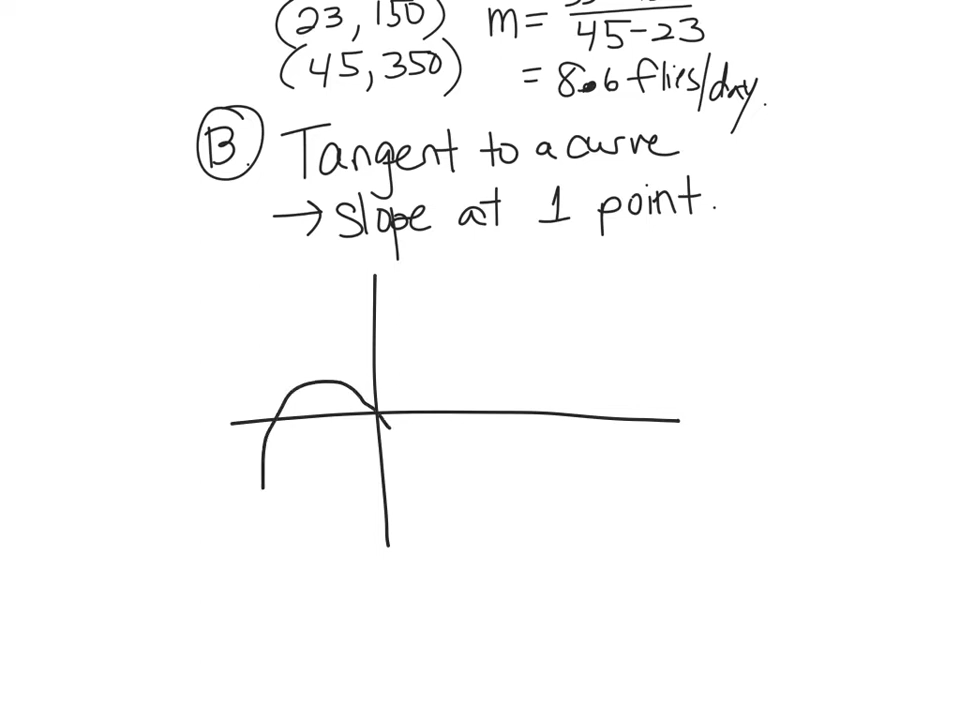 (23, 150) m=
45-23
(45, 350) = 8.6 flies/day.
B. Tangent to a curve
→ slope at 1 point.